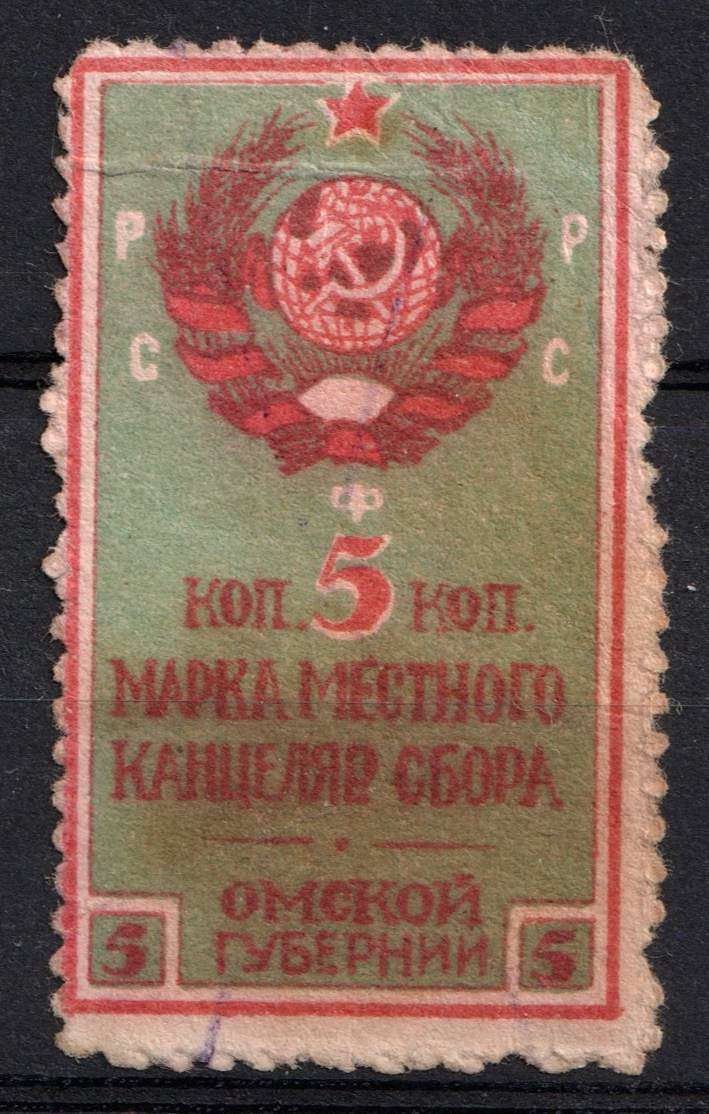 Р Р
С С
Ф
КОП. 5 КОП.
МАРКА МЕСТНОГО
КАНЦЕЛЯР СБОРА
ОМСКОЙ
ГУБЕРНИИ
5 5